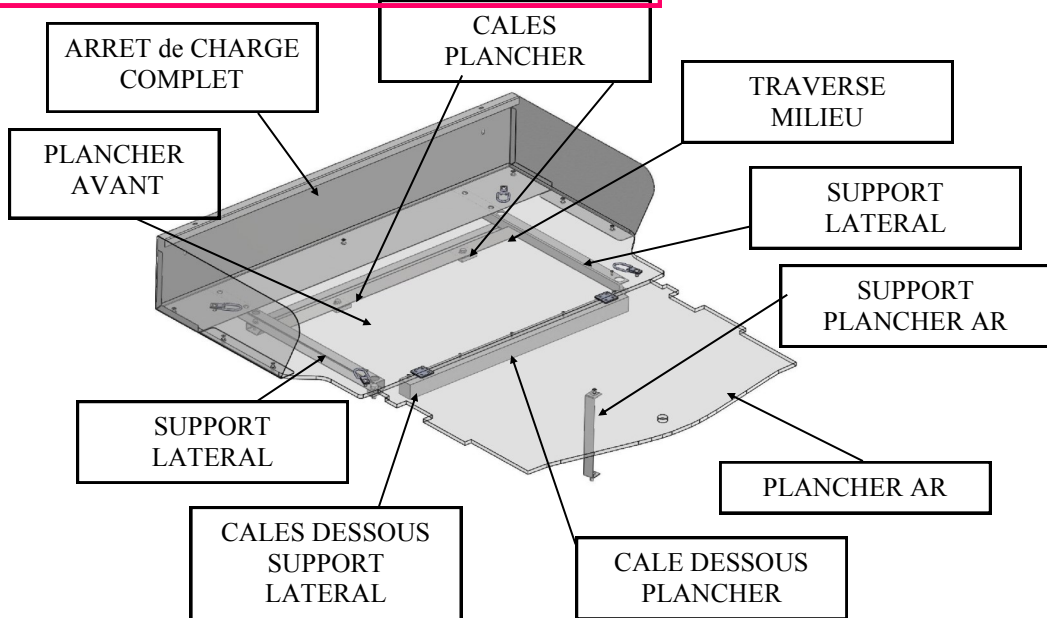 CALES
PLANCHER
ARRET de CHARGE
COMPLET
TRAVERSE
MILIEU
PLANCHER
AVANT
SUPPORT
LATERAL
SUPPORT
PLANCHER AR
SUPPORT
LATERAL
PLANCHER AR
CALES DESSOUS
SUPPORT
LATERAL
CALE DESSOUS
PLANCHER